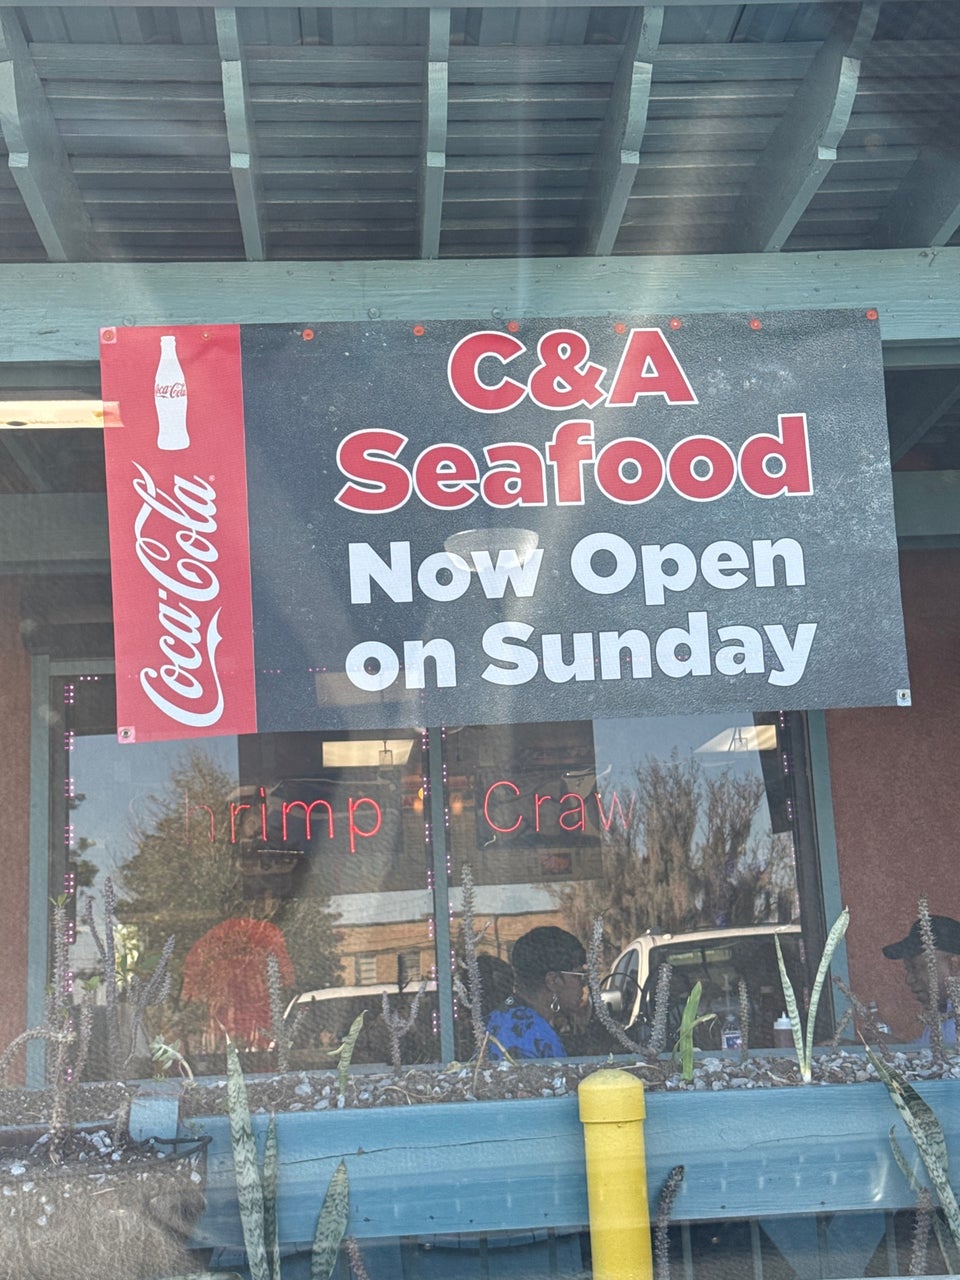 Coca-Cola
Coca-Cola
C&A
Seafood
Now Open
on Sunday
hrimp Craw